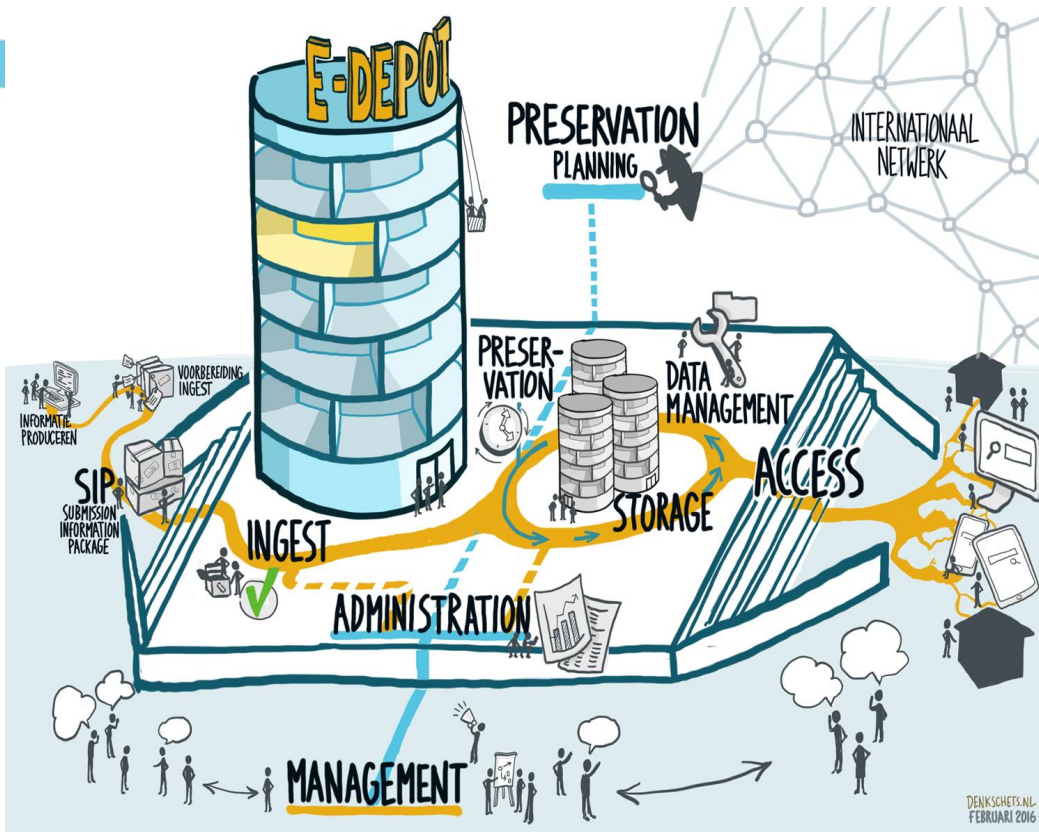 E-DEPOT
PRESERVATION
PLANNING
INTERNATIONAAL
NETWERK
VOORBEREIDING
INGEST
INFORMATIE
PRODUCEREN
PRESER-
VATION
DATA
MANAGEMENT
SIP
SUBMISSION
INFORMATION
PACKAGE
ACCESS
STORAGE
INGEST
ADMINISTRATION
MANAGEMENT
DENKSCHETS.NL
FEBRUARI 2016